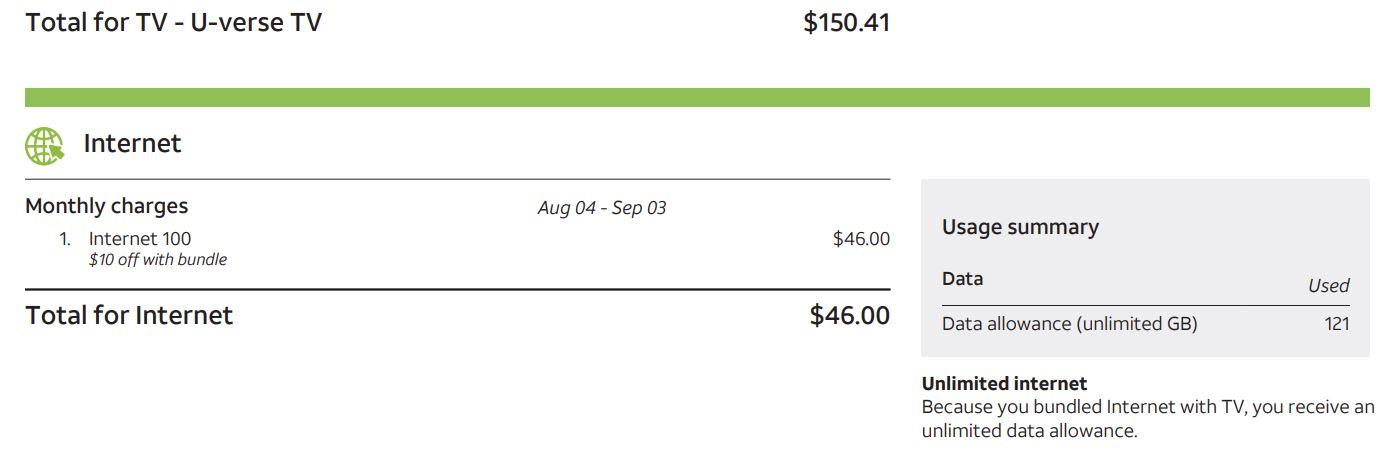 Total for TV - U-verse TV $150.41
Internet
Monthly charges Aug 04 - Sep 03
1. Internet 100 $46.00
$10 off with bundle
Total for Internet $46.00
Usage summary
Data Used
Data allowance (unlimited GB) 121
Unlimited internet
Because you bundled Internet with TV, you receive an
unlimited data allowance.